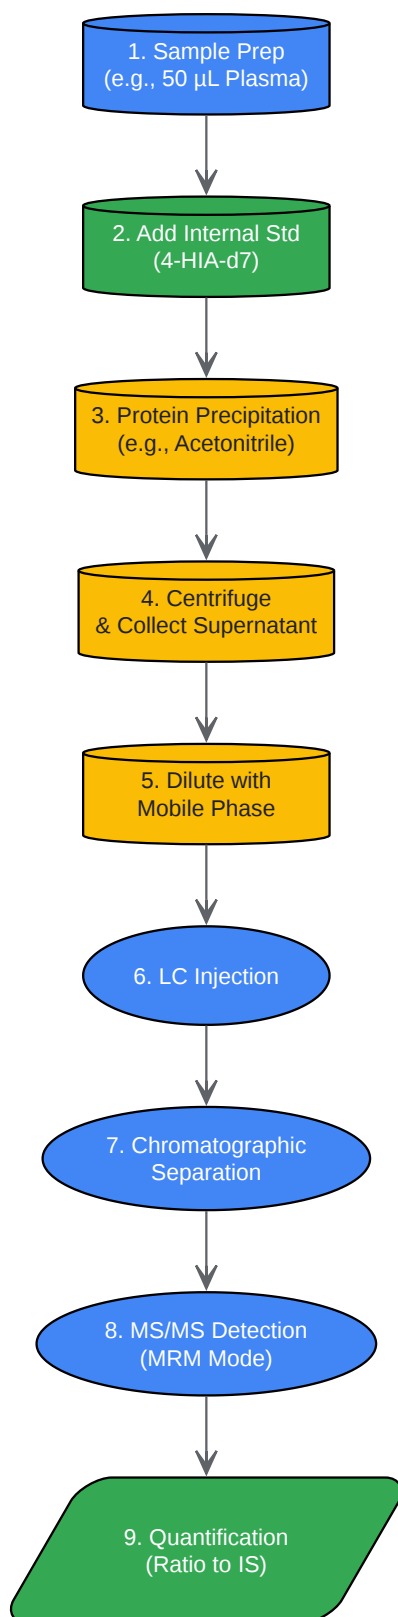 1. Sample Prep
(e.g., 50 µL Plasma)
2. Add Internal Std
(4-HIA-d7)
3. Protein Precipitation
(e.g., Acetonitrile)
4. Centrifuge
& Collect Supernatant
5. Dilute with
Mobile Phase
6. LC Injection
7. Chromatographic
Separation
8. MS/MS Detection
(MRM Mode)
9. Quantification
(Ratio to IS)